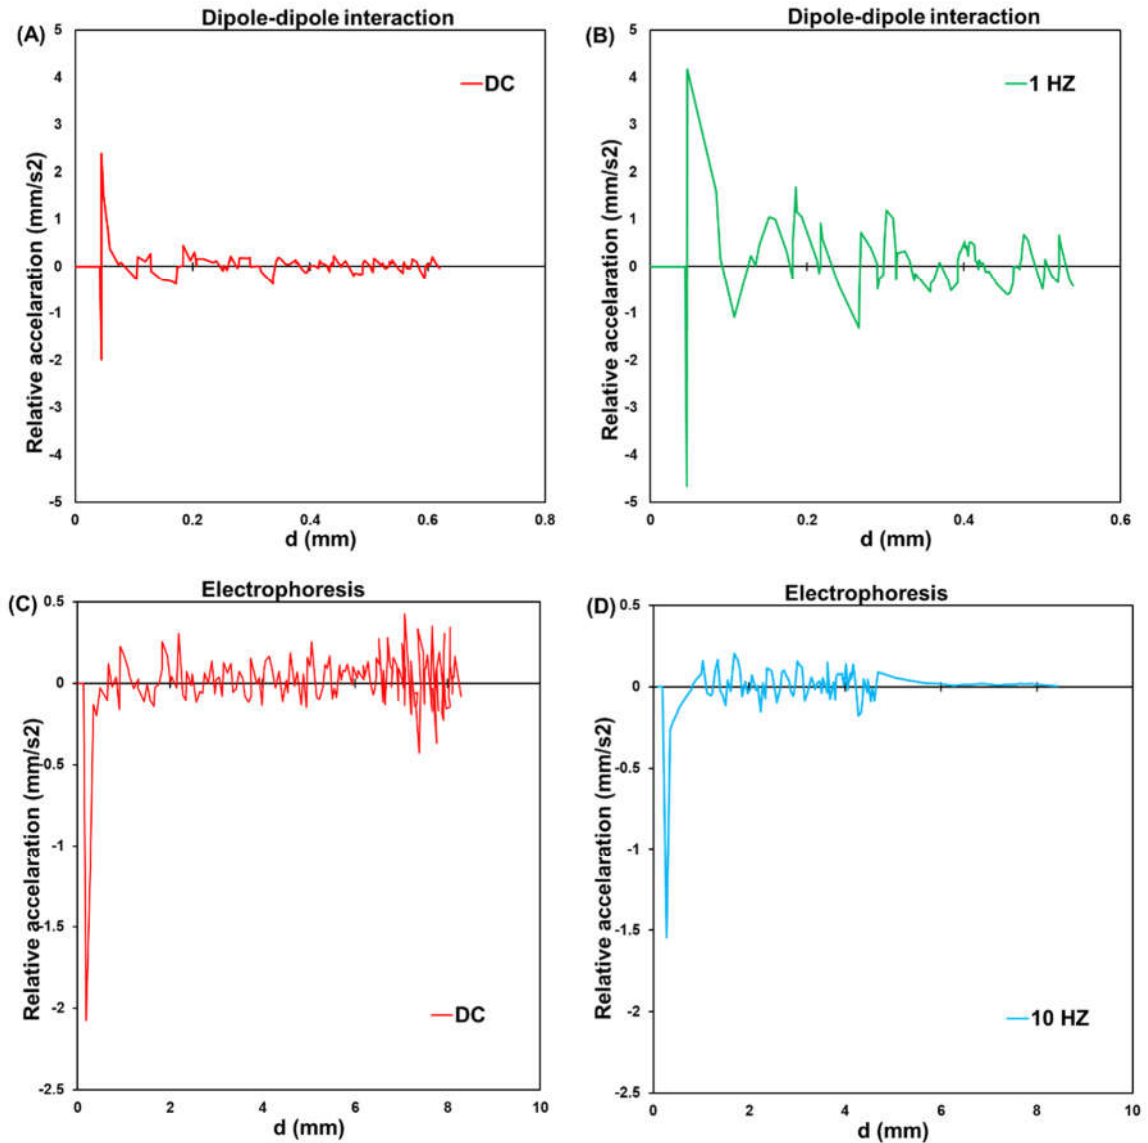 (A)
Dipole-dipole interaction
5
4
3
2
1
0
-1
-2
-3
-4
-5
Relative accelaration (mm/s2)
DC
0
0.2
0.4
0.6
0.8
d (mm)
(B)
Dipole-dipole interaction
5
4
3
2
1
0
-1
-2
-3
-4
-5
Relative accelaration (mm/s2)
1 HZ
0
0.2
0.4
0.6
d (mm)
(C)
Electrophoresis
0.5
0
-0.5
-1
-1.5
-2
-2.5
Relative accelaration (mm/s2)
DC
0
2
4
6
8
10
d (mm)
(D)
Electrophoresis
0.5
0
-0.5
-1
-1.5
-2
-2.5
Relative accelaration (mm/s2)
10 HZ
0
2
4
6
8
10
d (mm)